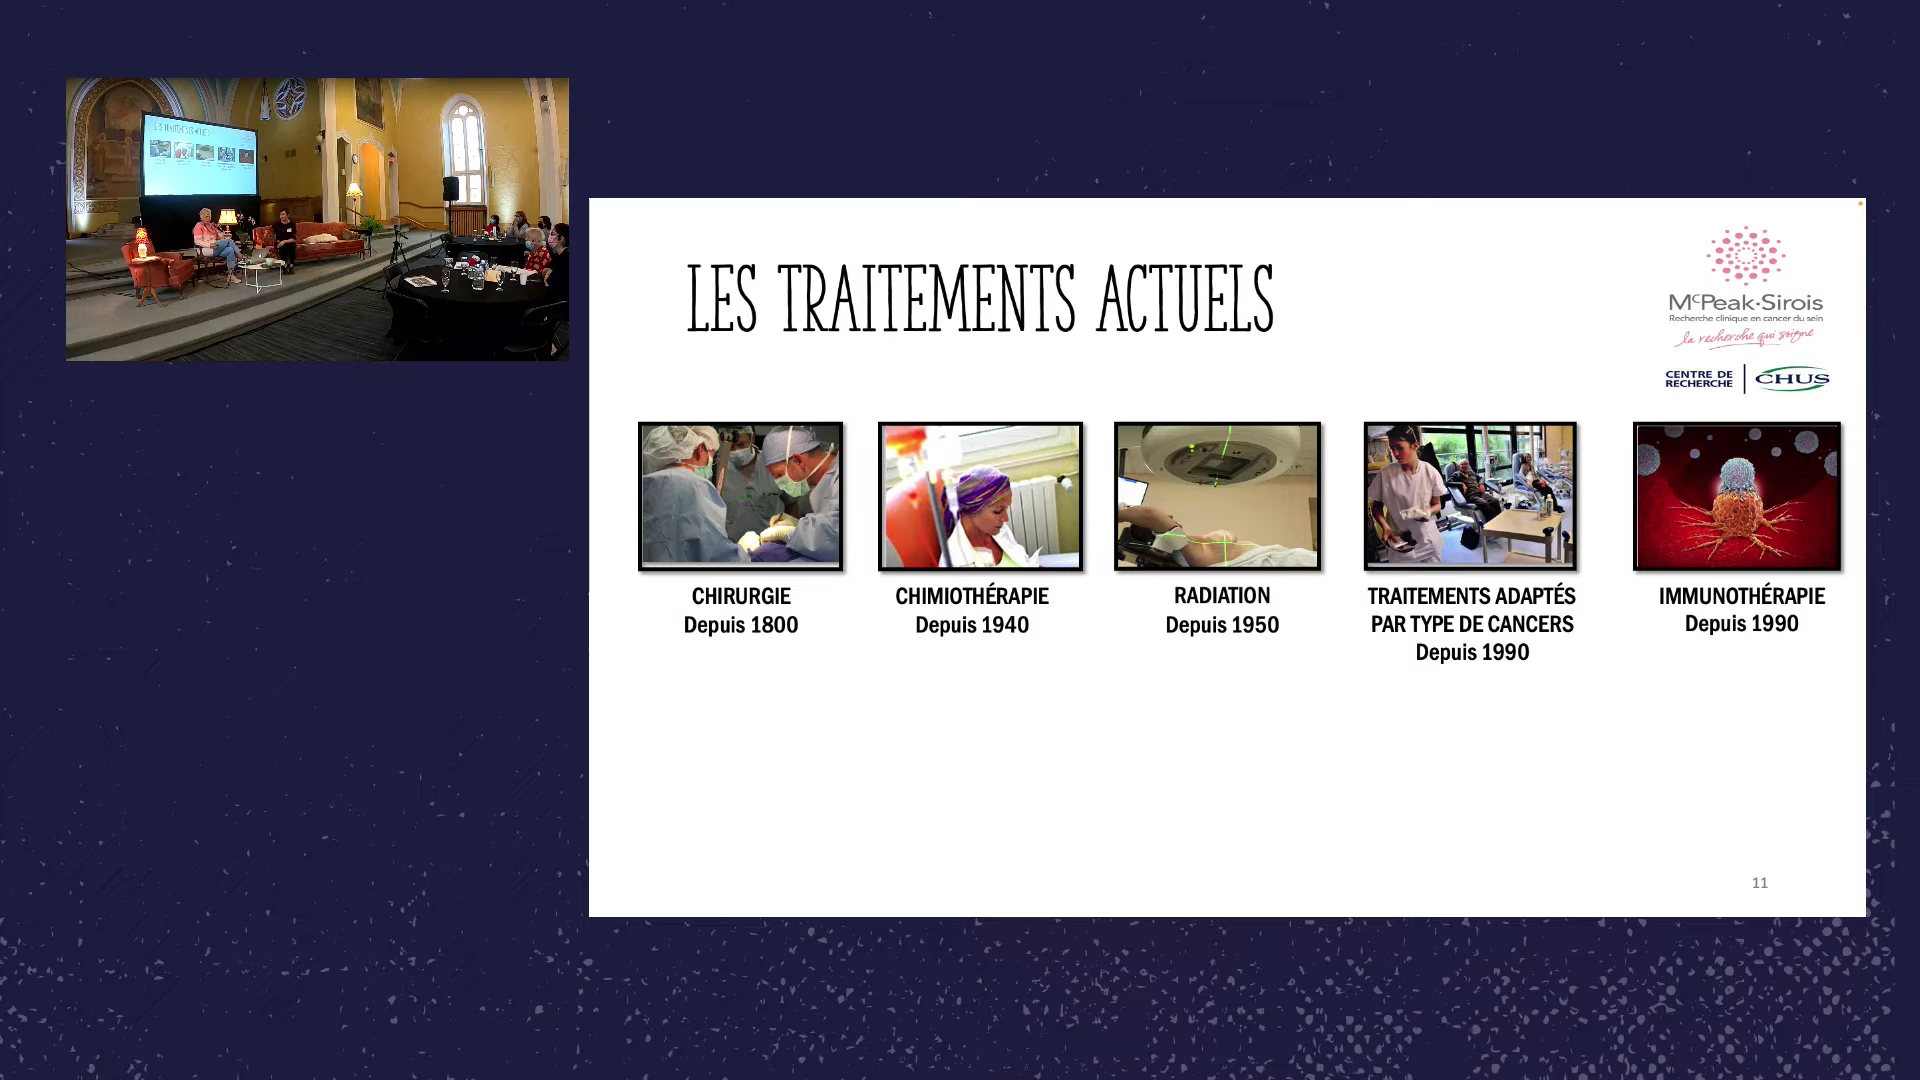 LES TRAITEMENTS ACTUELS
McPeak·Sirois
Recherche clinique en cancer du sein
la recherche qui soigne
CENTRE DE
RECHERCHE
CHUS
CHIRURGIE
Depuis 1800
CHIMIOTHÉRAPIE
Depuis 1940
RADIATION
Depuis 1950
TRAITEMENTS ADAPTÉS
PAR TYPE DE CANCERS
Depuis 1990
IMMUNOTHÉRAPIE
Depuis 1990
11